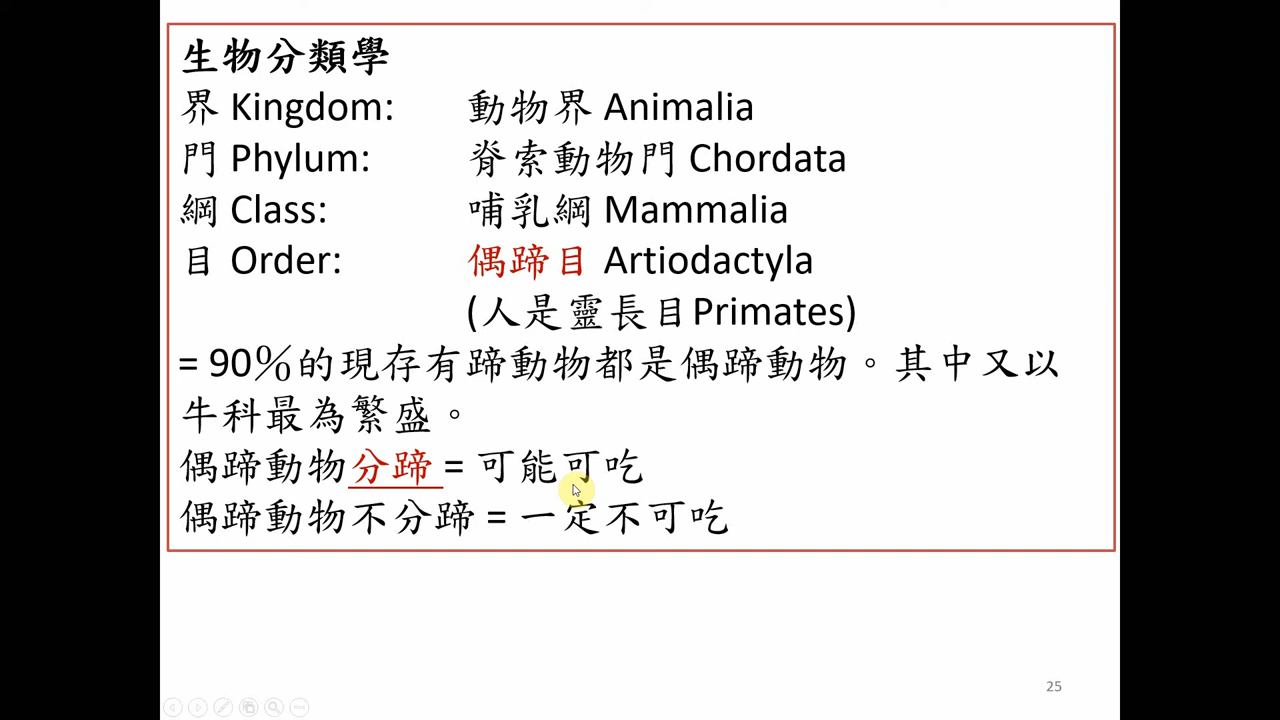 生物分類學
界 Kingdom: 動物界 Animalia
門 Phylum: 脊索動物門 Chordata
綱 Class: 哺乳綱 Mammalia
目 Order: 偶蹄目 Artiodactyla
(人是靈長目Primates)
= 90%的現存有蹄動物都是偶蹄動物。其中又以
牛科最為繁盛。
偶蹄動物分蹄 = 可能可吃
偶蹄動物不分蹄 = 一定不可吃
25